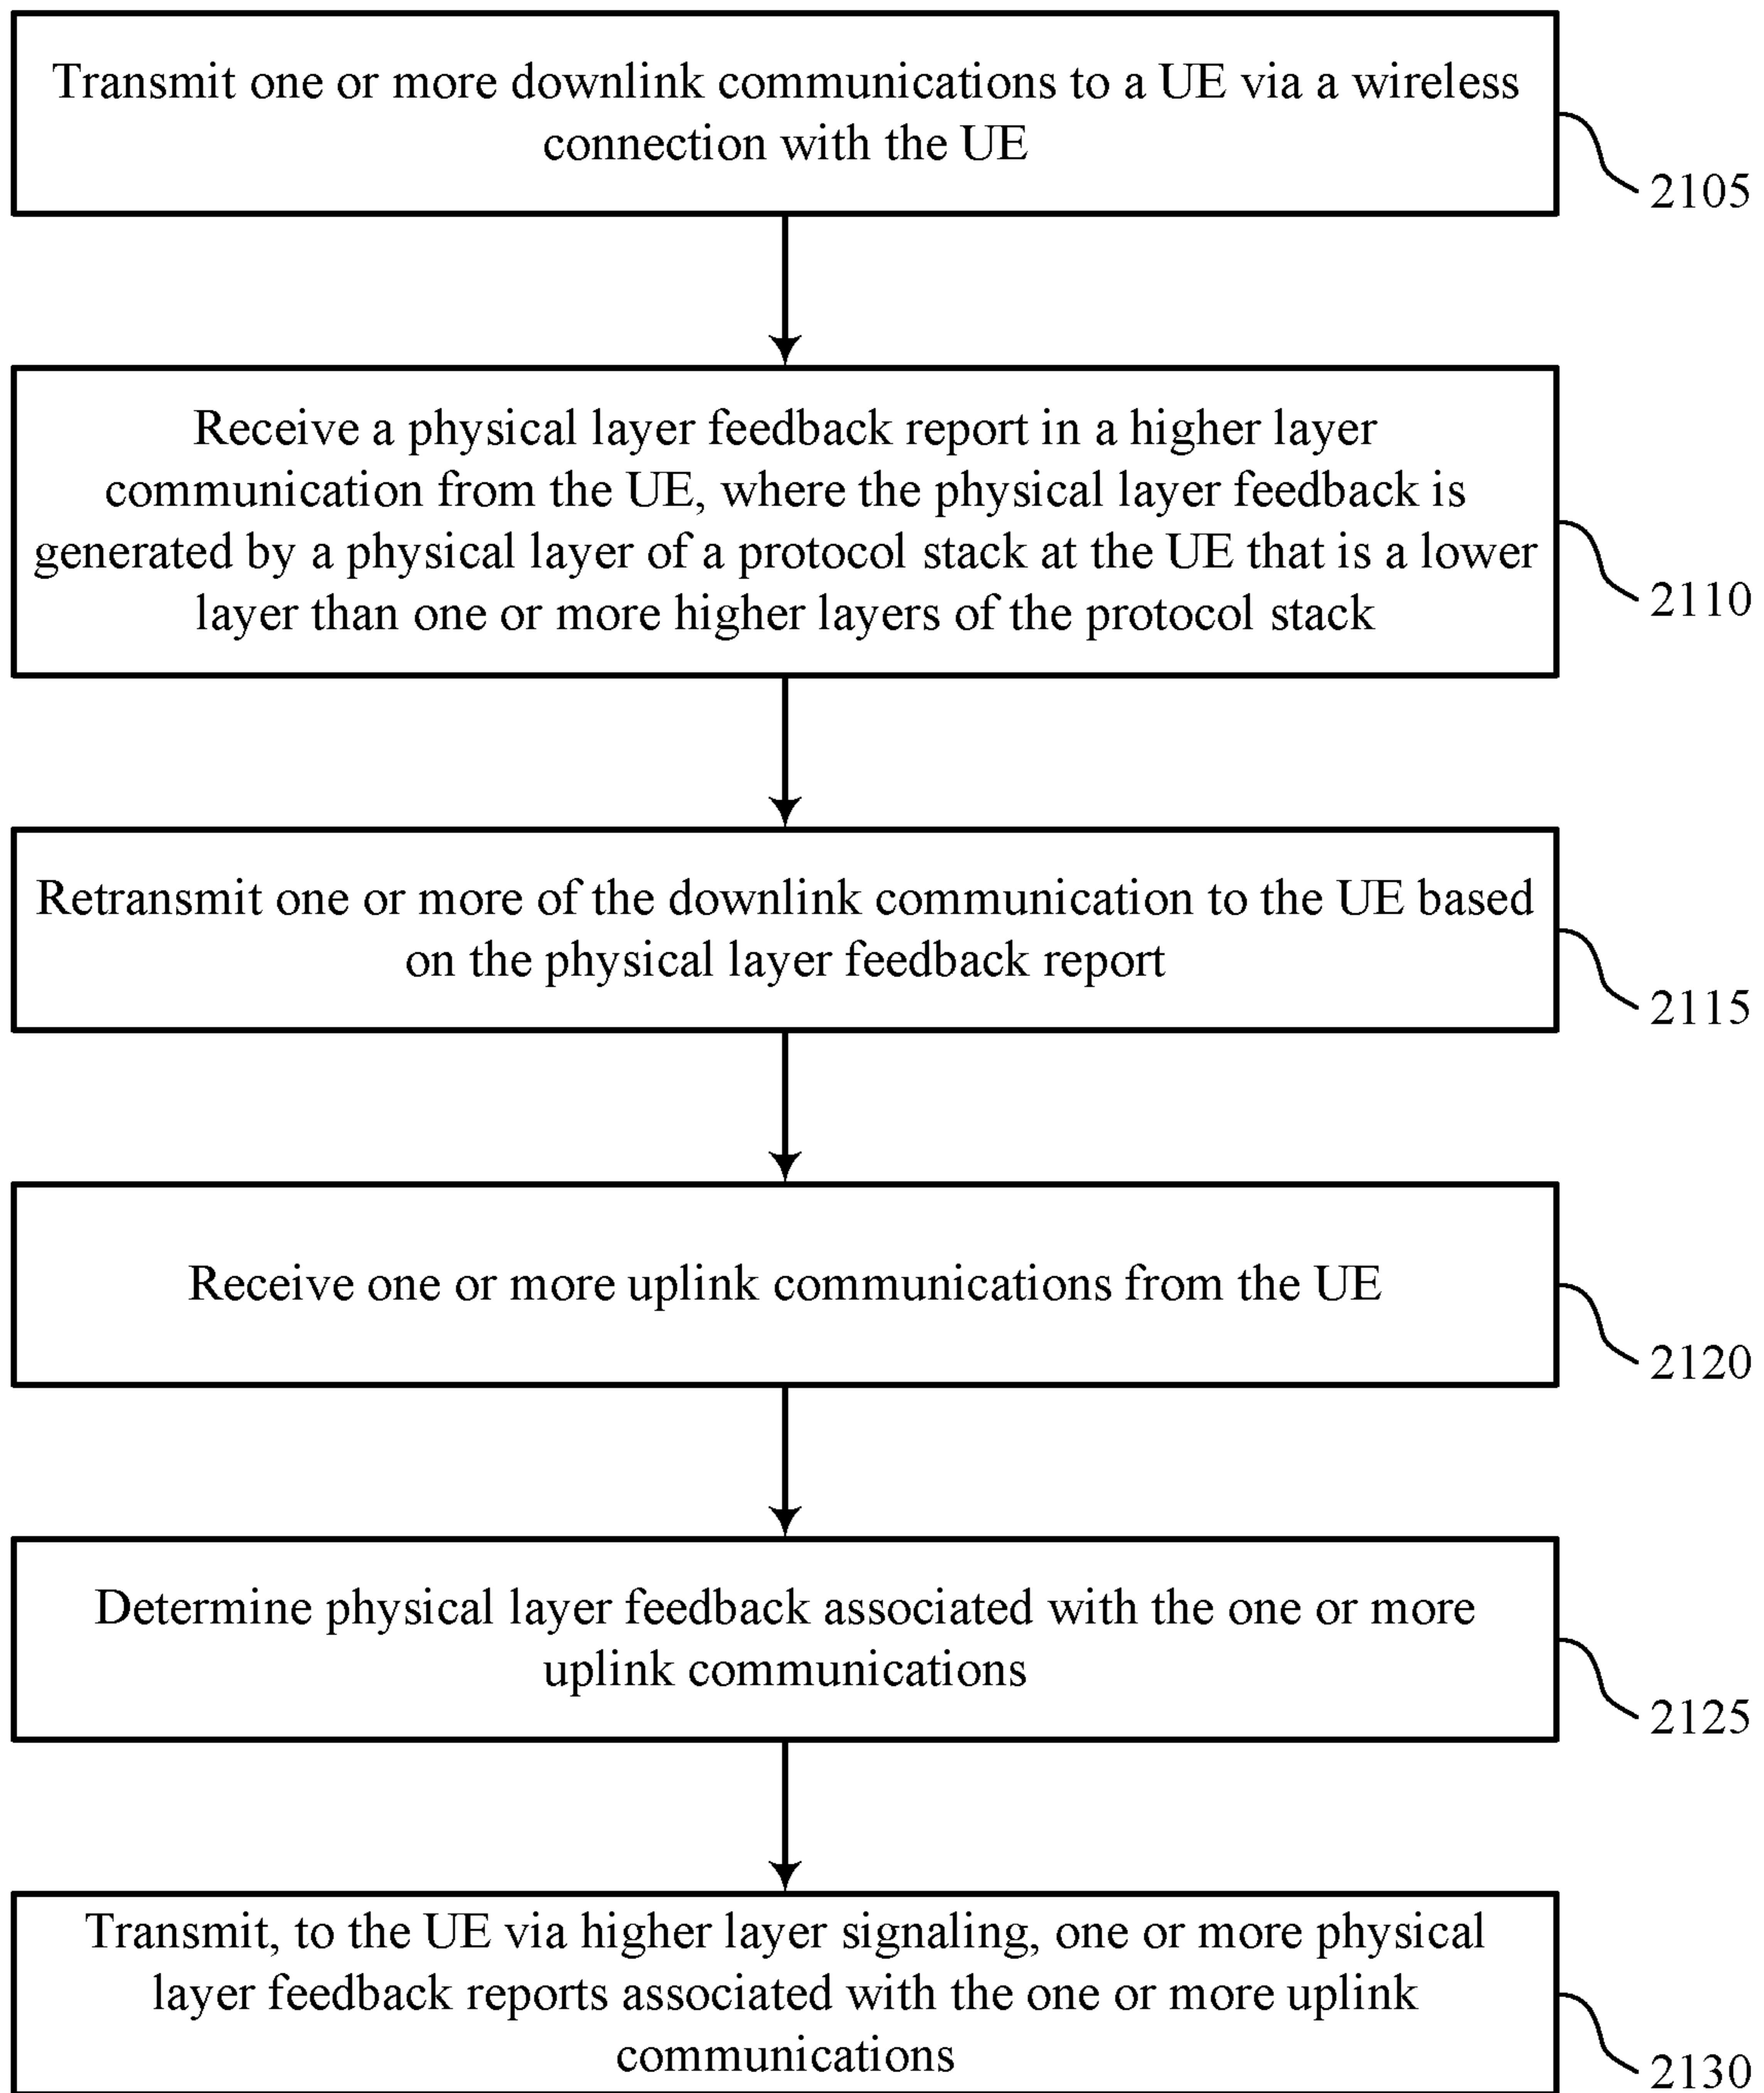 Transmit one or more downlink communications to a UE via a wireless
connection with the UE
2105
Receive a physical layer feedback report in a higher layer
communication from the UE, where the physical layer feedback is
generated by a physical layer of a protocol stack at the UE that is a lower
layer than one or more higher layers of the protocol stack
2110
Retransmit one or more of the downlink communication to the UE based
on the physical layer feedback report
2115
Receive one or more uplink communications from the UE
2120
Determine physical layer feedback associated with the one or more
uplink communications
2125
Transmit, to the UE via higher layer signaling, one or more physical
layer feedback reports associated with the one or more uplink
communications
2130